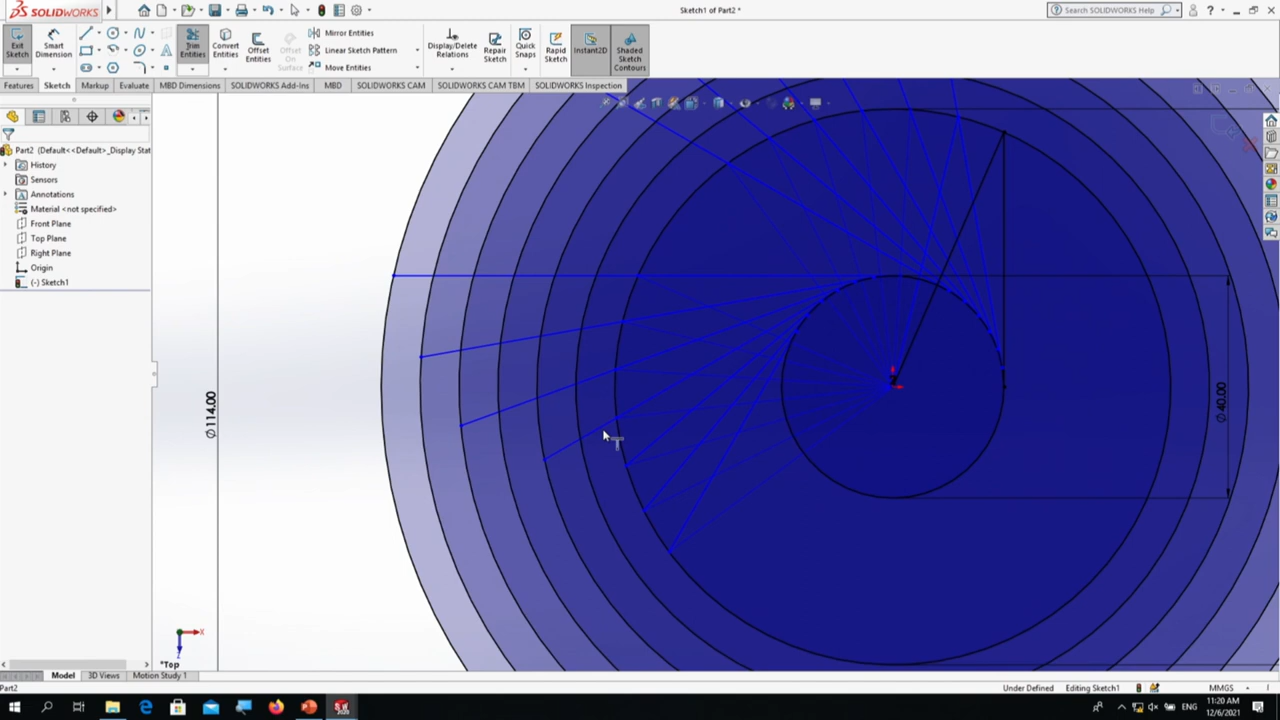 SOLIDWORKS
Sketch1 of Part2 *
Search SOLIDWORKS Help
Exit Sketch
Smart Dimension
Trim Entities
Convert Entities
Offset Entities
Offset On Surface
Mirror Entities
Linear Sketch Pattern
Move Entities
Display/Delete Relations
Repair Sketch
Quick Snaps
Rapid Sketch
Instant2D
Shaded Sketch Contours
Features
Sketch
Markup
Evaluate
MBD Dimensions
SOLIDWORKS Add-Ins
MBD
SOLIDWORKS CAM
SOLIDWORKS CAM TBM
SOLIDWORKS Inspection
Part2 (Default<<Default>_Display Stat
History
Sensors
Annotations
Material <not specified>
Front Plane
Top Plane
Right Plane
Origin
(-) Sketch1
∅114.00
∅40.00
X
Z
*Top
Model
3D Views
Motion Study 1
Part2
Under Defined
Editing Sketch1
MMGS
ENG
11:20 AM
12/6/2021